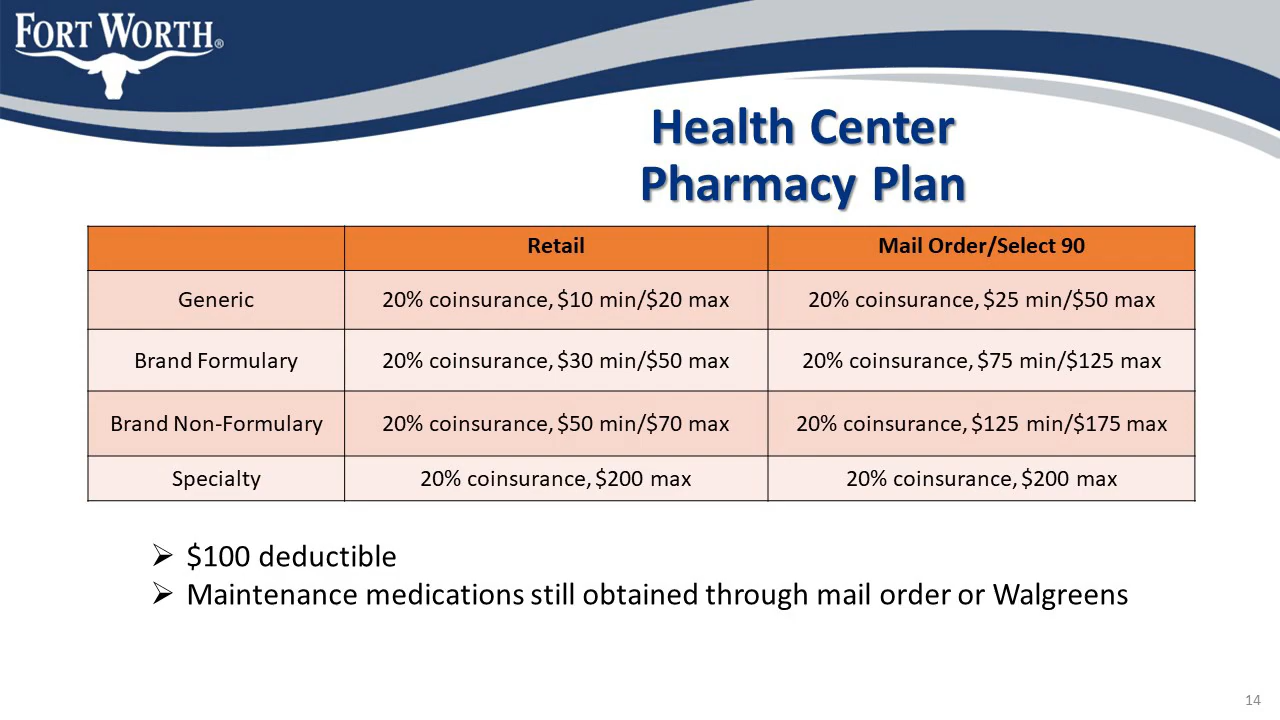 FORT WORTH®
Health Center
Pharmacy Plan
Retail Mail Order/Select 90
Generic 20% coinsurance, $10 min/$20 max 20% coinsurance, $25 min/$50 max
Brand Formulary 20% coinsurance, $30 min/$50 max 20% coinsurance, $75 min/$125 max
Brand Non-Formulary 20% coinsurance, $50 min/$70 max 20% coinsurance, $125 min/$175 max
Specialty 20% coinsurance, $200 max 20% coinsurance, $200 max
➢ $100 deductible
➢ Maintenance medications still obtained through mail order or Walgreens
14